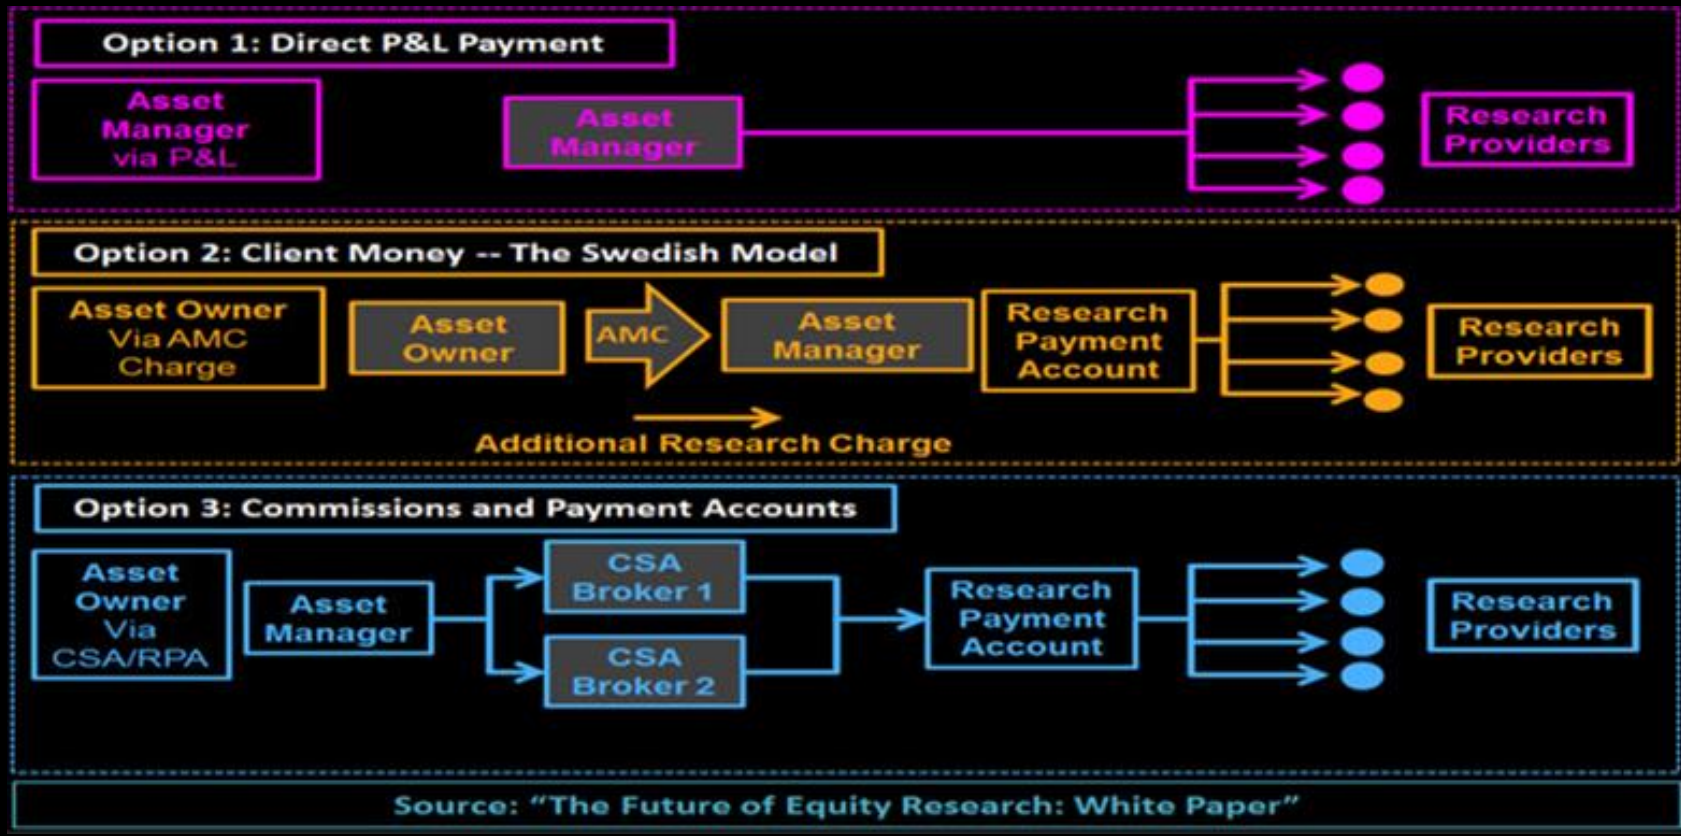 Option 1: Direct P&L Payment
Asset
Manager
via P&L
Asset
Manager
Research
Providers
Option 2: Client Money -- The Swedish Model
Asset Owner
Via AMC
Charge
Asset
Owner
AMC
Asset
Manager
Research
Payment
Account
Research
Providers
Additional Research Charge
Option 3: Commissions and Payment Accounts
Asset
Owner
Via
CSA/RPA
Asset
Manager
CSA
Broker 1
CSA
Broker 2
Research
Payment
Account
Research
Providers
Source: “The Future of Equity Research: White Paper”